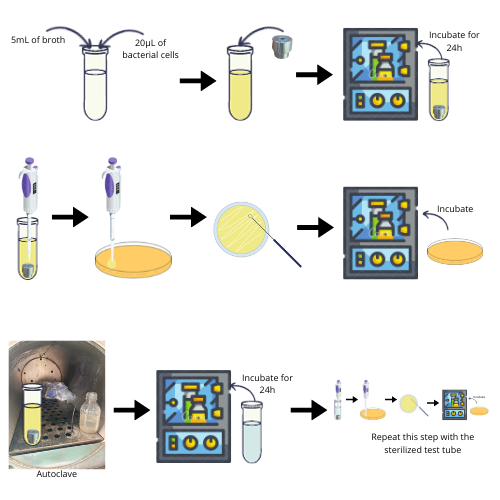 5mL of broth
20µL of
bacterial cells
Incubate for
24h
Incubate
Autoclave
Incubate for
24h
Incubate
Repeat this step with the
sterilized test tube